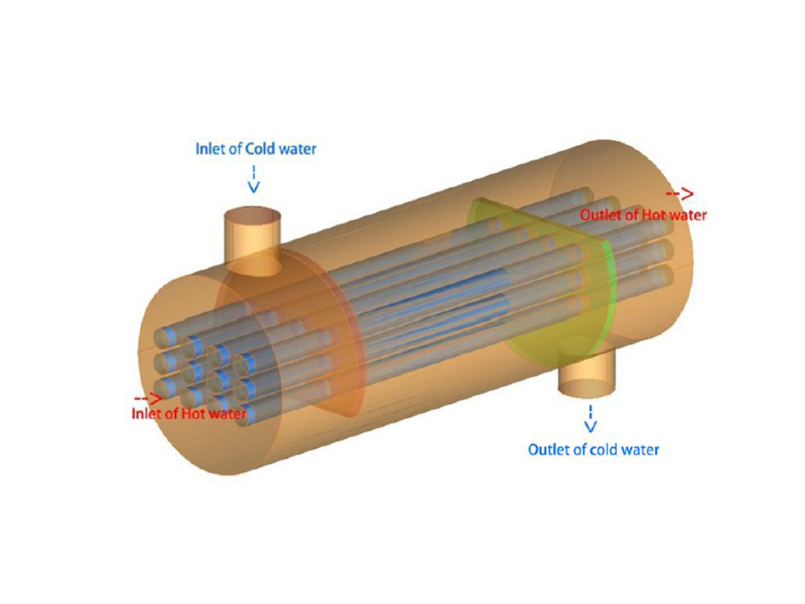 Inlet of Cold water
Outlet of Hot water
Inlet of Hot water
Outlet of cold water